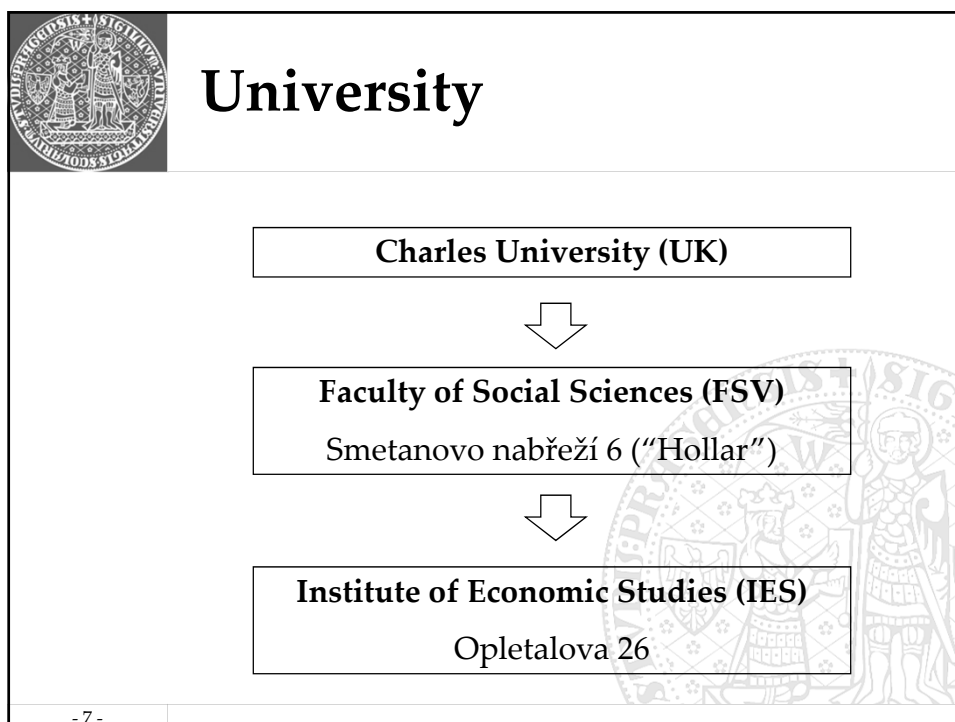 University
Charles University (UK)
Faculty of Social Sciences (FSV)
Smetanovo nabřeží 6 (“Hollar”)
Institute of Economic Studies (IES)
Opletalova 26
- 7 -